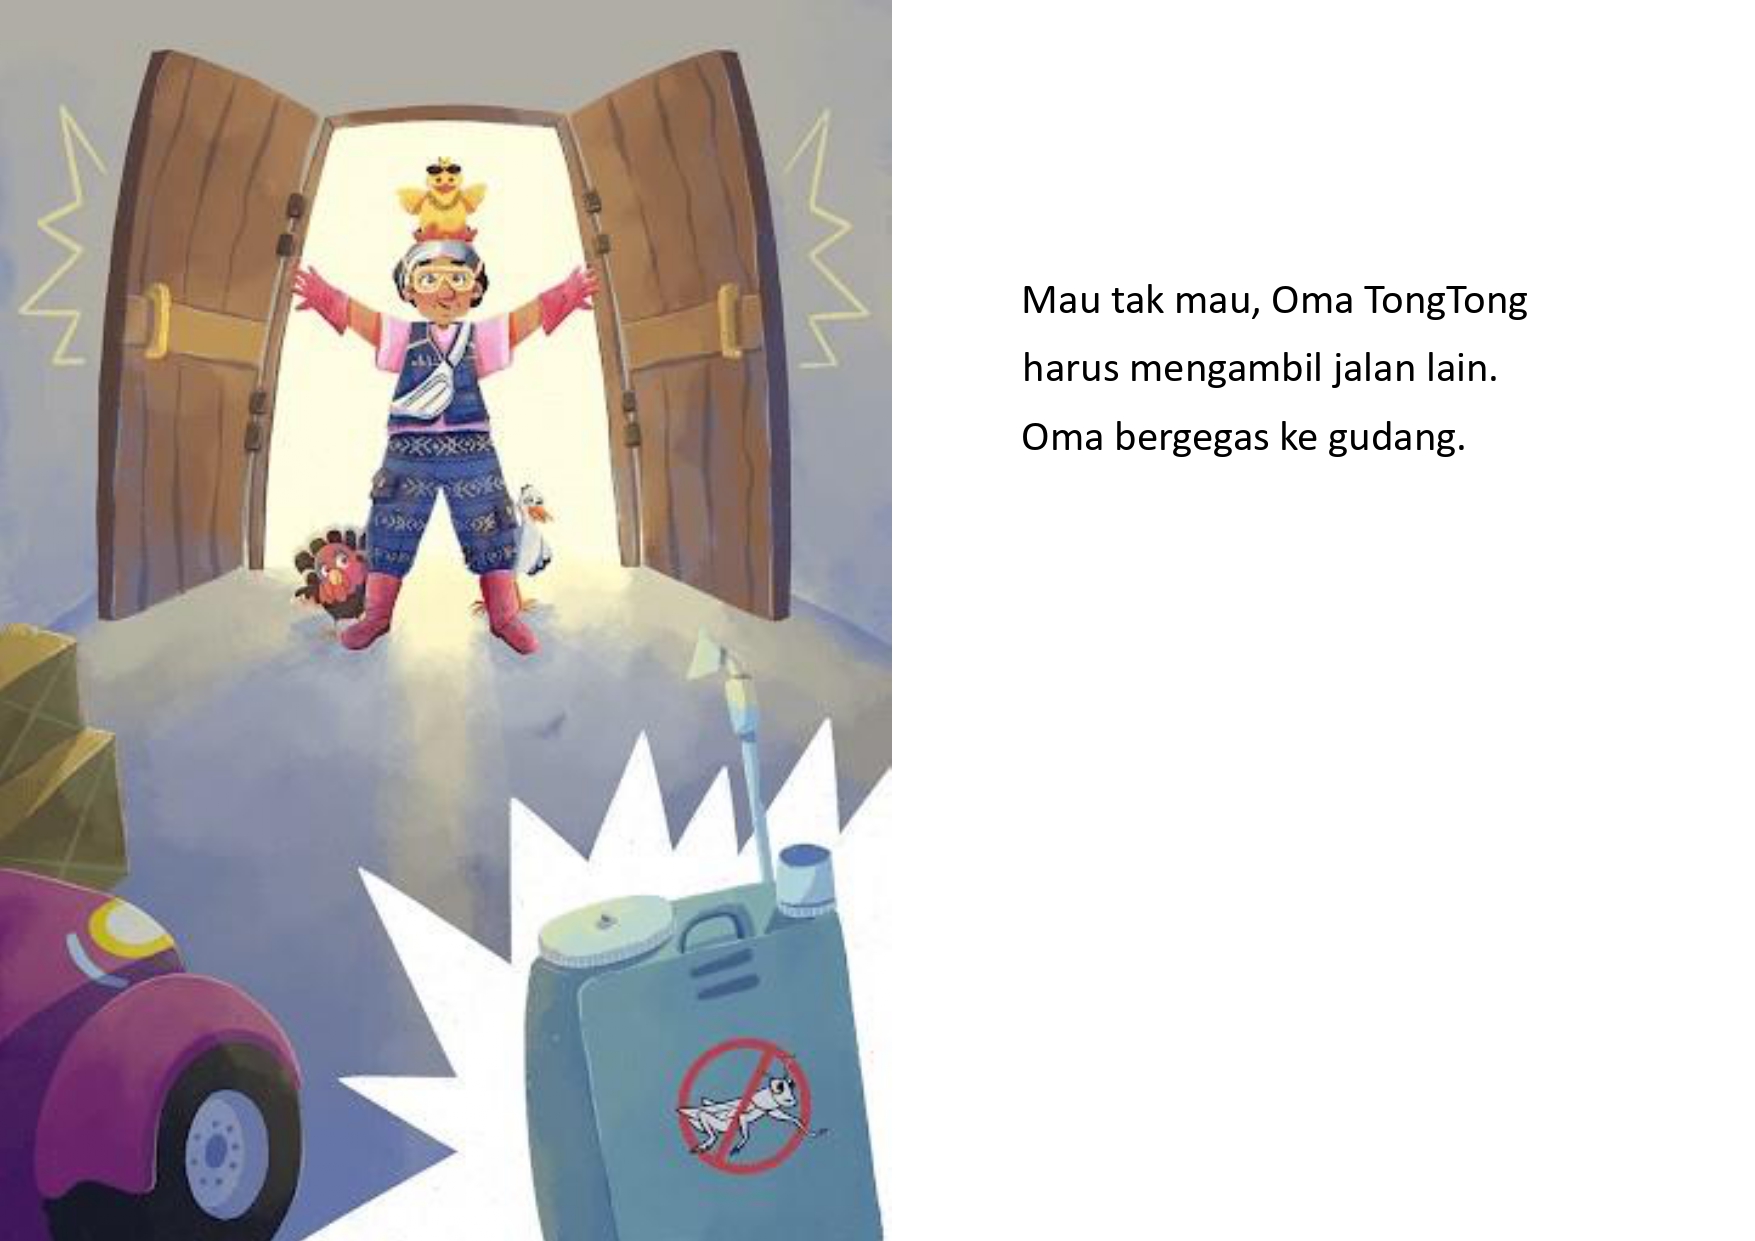 Mau tak mau, Oma TongTong
harus mengambil jalan lain.
Oma bergegas ke gudang.